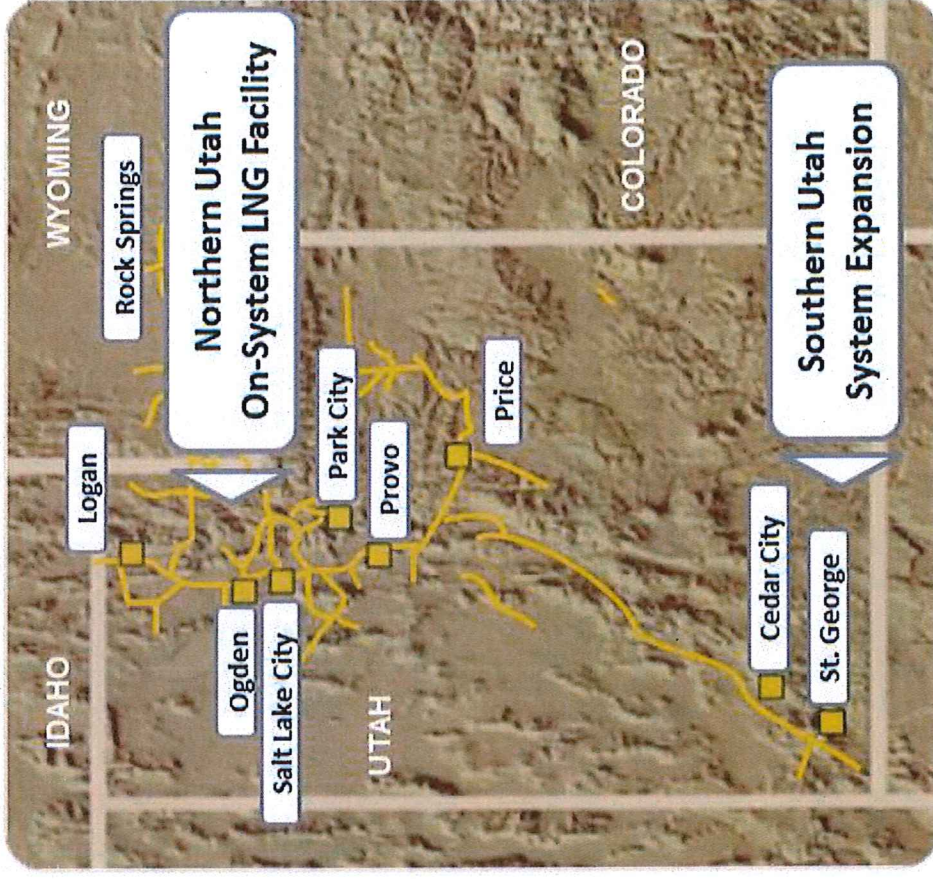 IDAHO
WYOMING
Logan
Rock Springs
Northern Utah
On-System LNG Facility
Ogden
Salt Lake City
Park City
Provo
UTAH
Price
COLORADO
Cedar City
St. George
Southern Utah
System Expansion